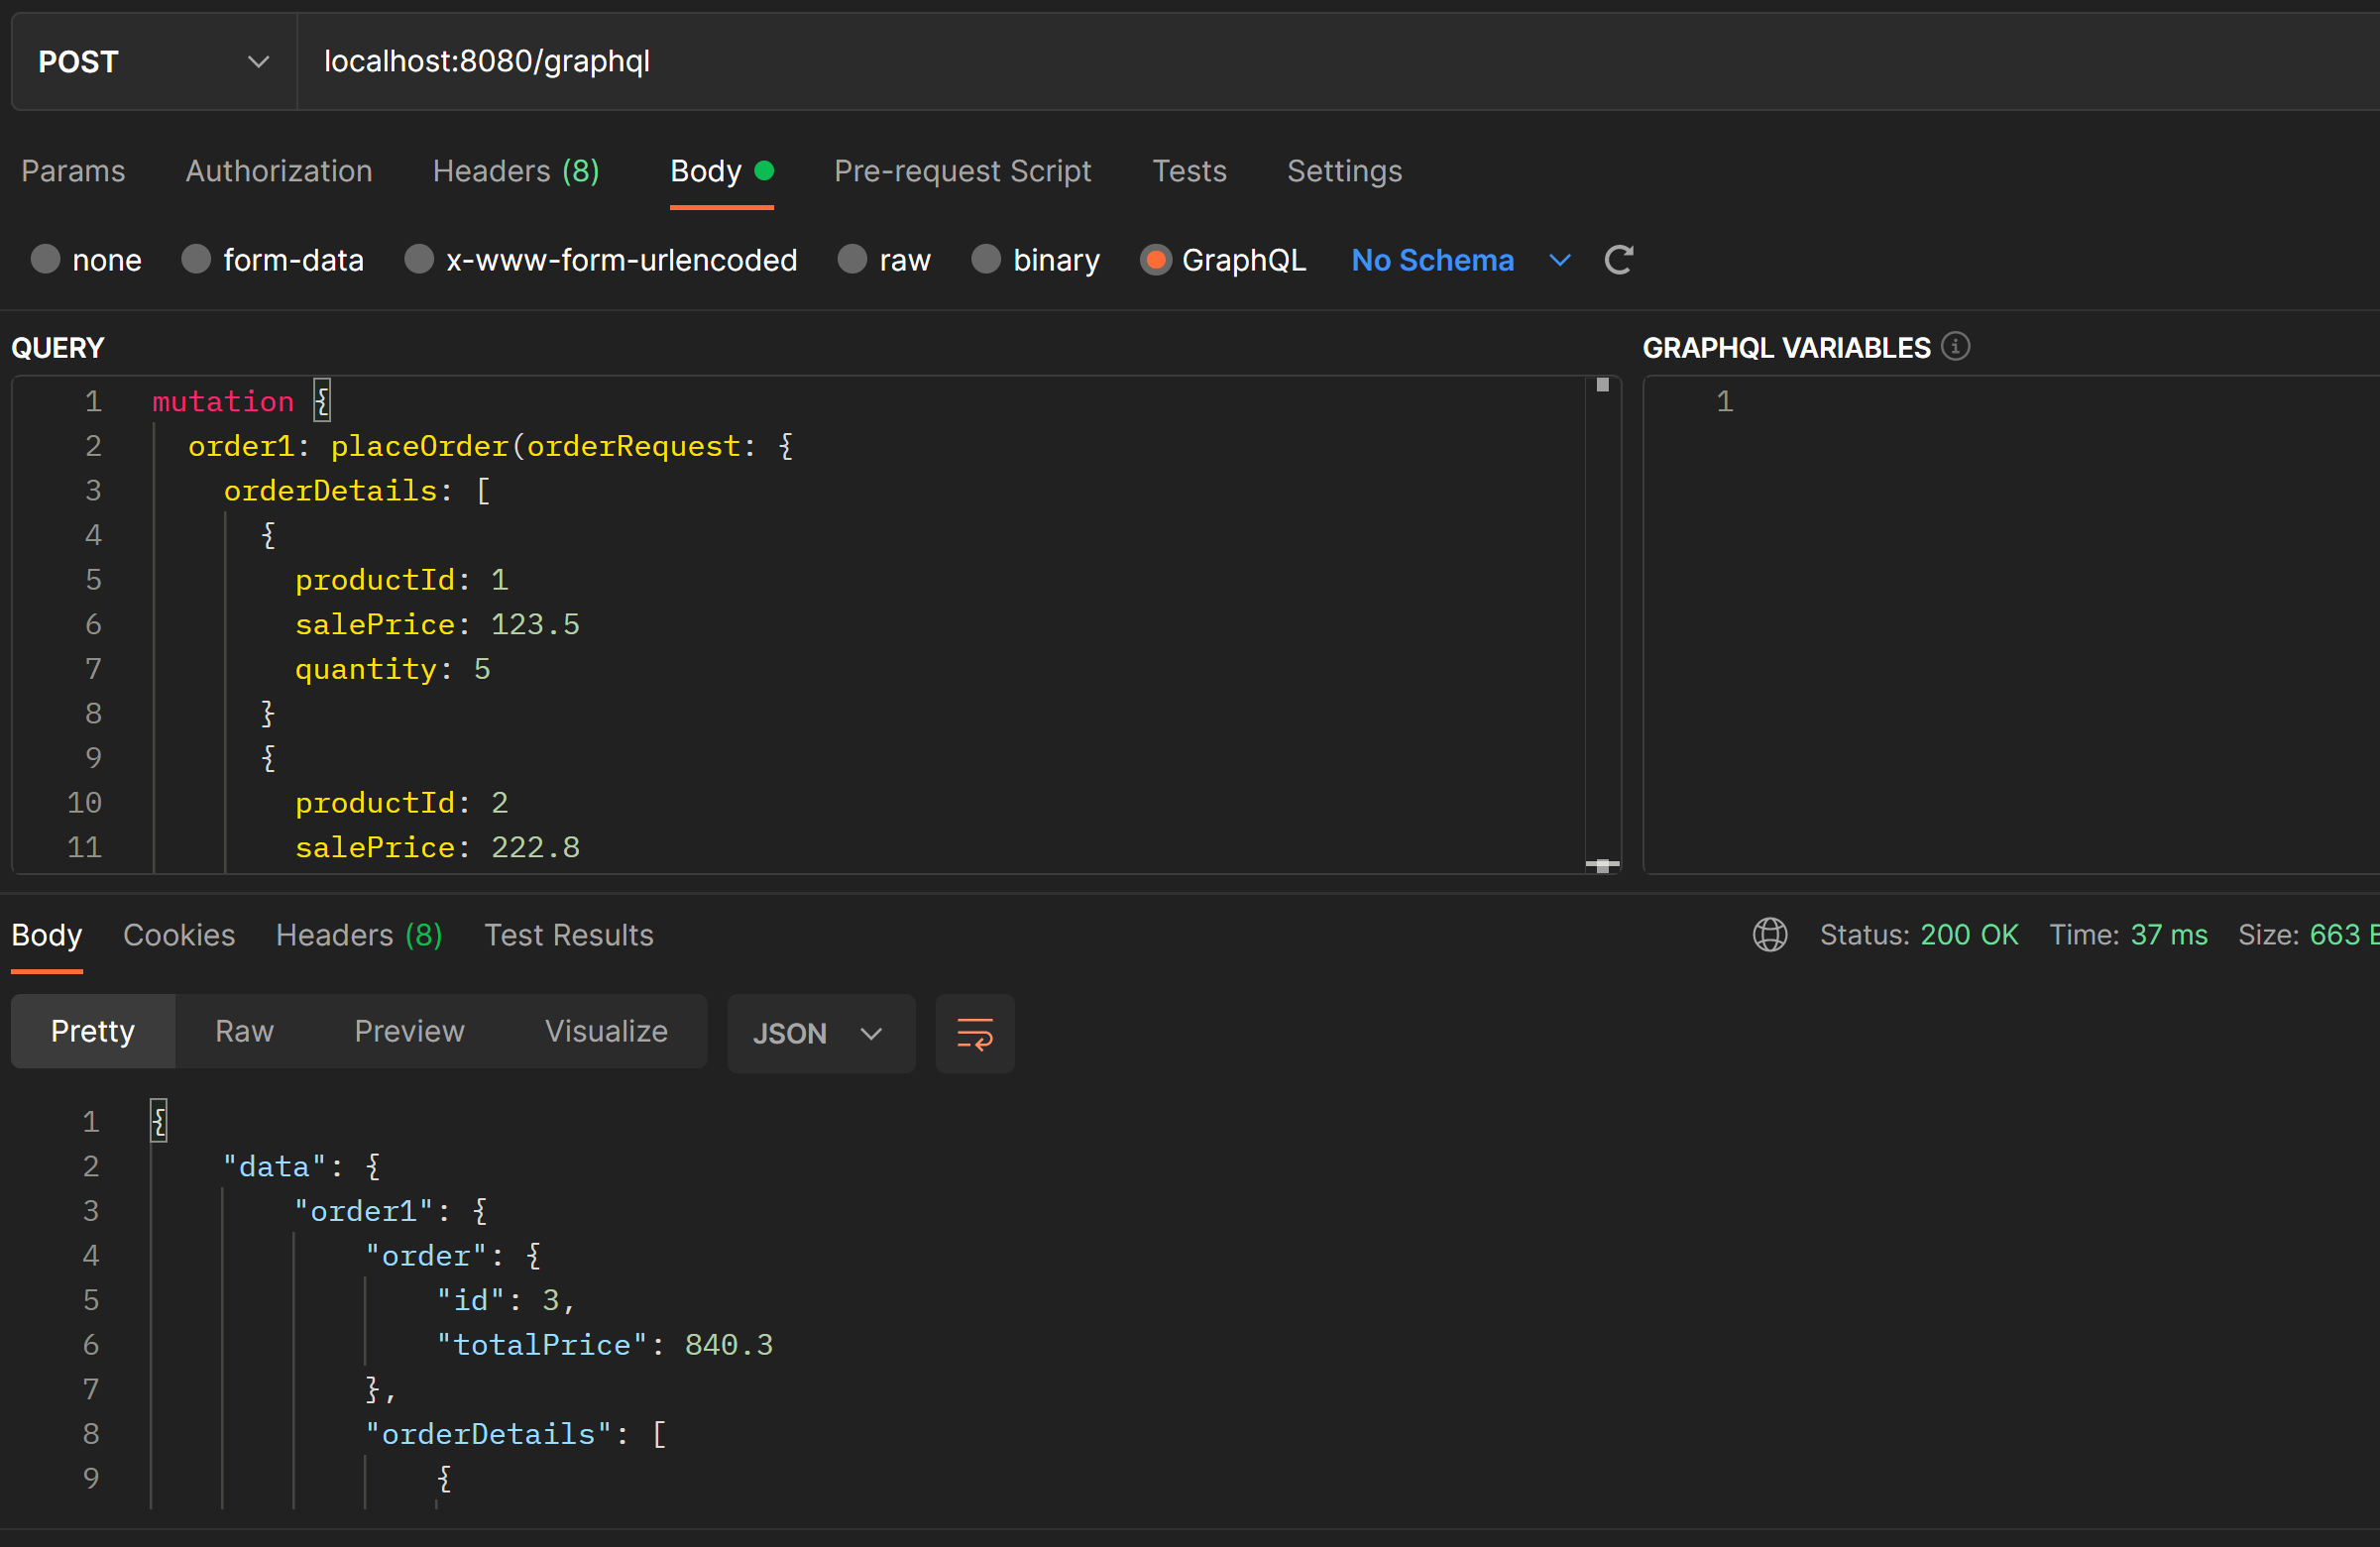 POST localhost:8080/graphql
Params Authorization Headers (8) Body Pre-request Script Tests Settings
none form-data x-www-form-urlencoded raw binary GraphQL No Schema
QUERY
1 mutation {
2 order1: placeOrder(orderRequest: {
3 orderDetails: [
4 {
5 productId: 1
6 salePrice: 123.5
7 quantity: 5
8 }
9 {
10 productId: 2
11 salePrice: 222.8
GRAPHQL VARIABLES
1
Body Cookies Headers (8) Test Results Status: 200 OK Time: 37 ms Size: 663
Pretty Raw Preview Visualize JSON
1 {
2 "data": {
3 "order1": {
4 "order": {
5 "id": 3,
6 "totalPrice": 840.3
7 },
8 "orderDetails": [
9 {